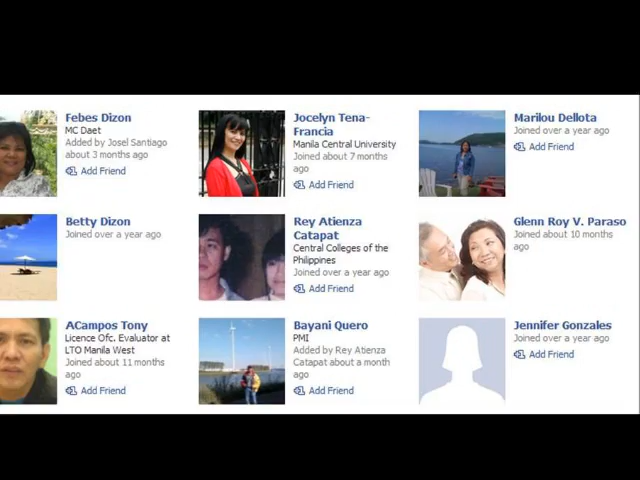 Febes Dizon
MC Daet
Added by Josel Santiago
about 3 months ago
Add Friend
Jocelyn Tena-
Francia
Manila Central University
Joined about 7 months
ago
Add Friend
Marilou Dellota
Joined over a year ago
Add Friend
Betty Dizon
Joined over a year ago
Rey Atienza
Catapat
Central Colleges of the
Philippines
Joined over a year ago
Add Friend
Glenn Roy V. Paraso
Joined about 10 months
ago
ACampos Tony
Licence Ofc. Evaluator at
LTO Manila West
Joined about 11 months
ago
Add Friend
Bayani Quero
PMI
Added by Rey Atienza
Catapat about a month
ago
Add Friend
Jennifer Gonzales
Joined over a year ago
Add Friend